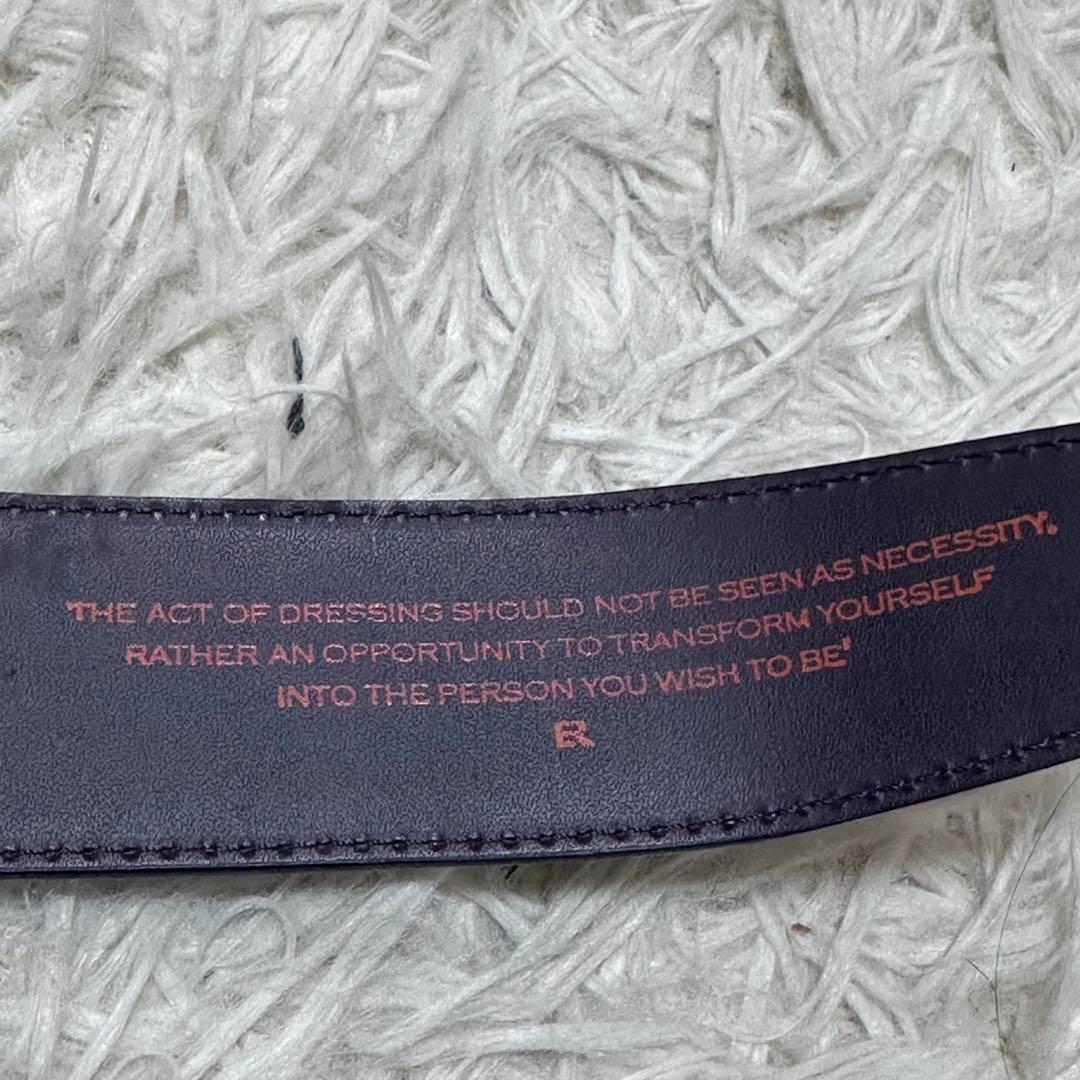 'THE ACT OF DRESSING SHOULD NOT BE SEEN AS NECESSITY.
RATHER AN OPPORTUNITY TO TRANSFORM YOURSELF
INTO THE PERSON YOU WISH TO BE'
ER